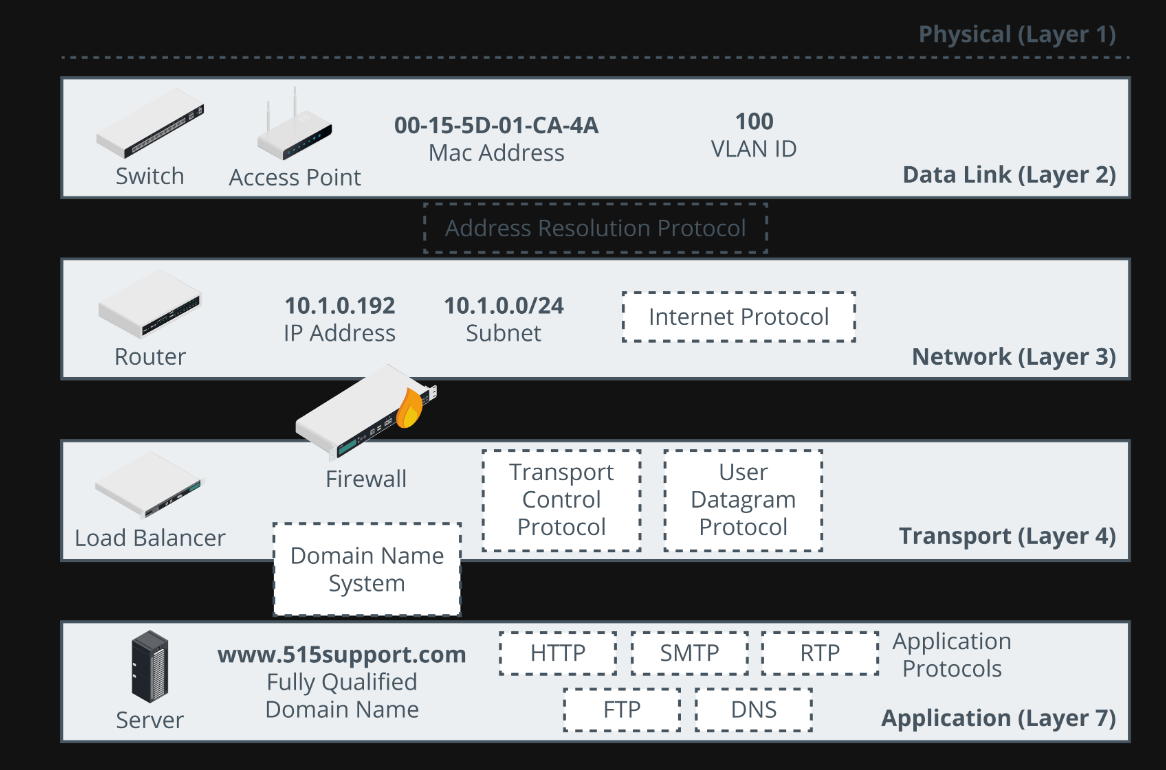 Physical (Layer 1)
Switch
Access Point
00-15-5D-01-CA-4A
Mac Address
100
VLAN ID
Data Link (Layer 2)
Address Resolution Protocol
Router
10.1.0.192
IP Address
10.1.0.0/24
Subnet
Internet Protocol
Network (Layer 3)
Firewall
Load Balancer
Transport
Control
Protocol
User
Datagram
Protocol
Transport (Layer 4)
Domain Name
System
Server
www.515support.com
Fully Qualified
Domain Name
HTTP
SMTP
RTP
Application
Protocols
FTP
DNS
Application (Layer 7)